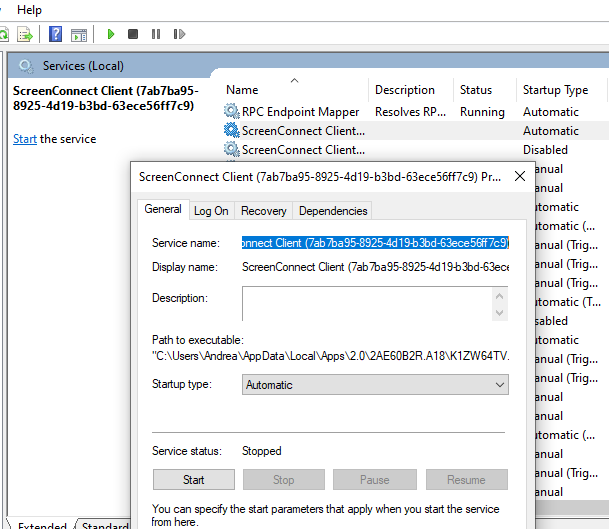 Help
Services (Local)
ScreenConnect Client (7ab7ba95-
8925-4d19-b3bd-63ece56ff7c9)
Start the service
Name Description Status Startup Type
RPC Endpoint Mapper Resolves RP... Running Automatic
ScreenConnect Client... Automatic
ScreenConnect Client... Disabled
ScreenConnect Client (7ab7ba95-8925-4d19-b3bd-63ece56ff7c9) Pr...
General Log On Recovery Dependencies
Service name: onnect Client (7ab7ba95-8925-4d19-b3bd-63ece56ff7c9)
Display name: ScreenConnect Client (7ab7ba95-8925-4d19-b3bd-63ece
Description:
Path to executable:
"C:\Users\Andrea\AppData\Local\Apps\2.0\2AE60B2R.A18\K1ZW64TV.
Startup type: Automatic
Service status: Stopped
Start Stop Pause Resume
You can specify the start parameters that apply when you start the service
from here.
anual
anual
utomatic
utomatic (...
anual (Trig...
anual (Trig...
anual (Trig...
utomatic (T...
sabled
utomatic
anual (Trig...
anual (Trig...
anual
anual
utomatic (...
anual
anual (Trig...
anual
Extended Standard